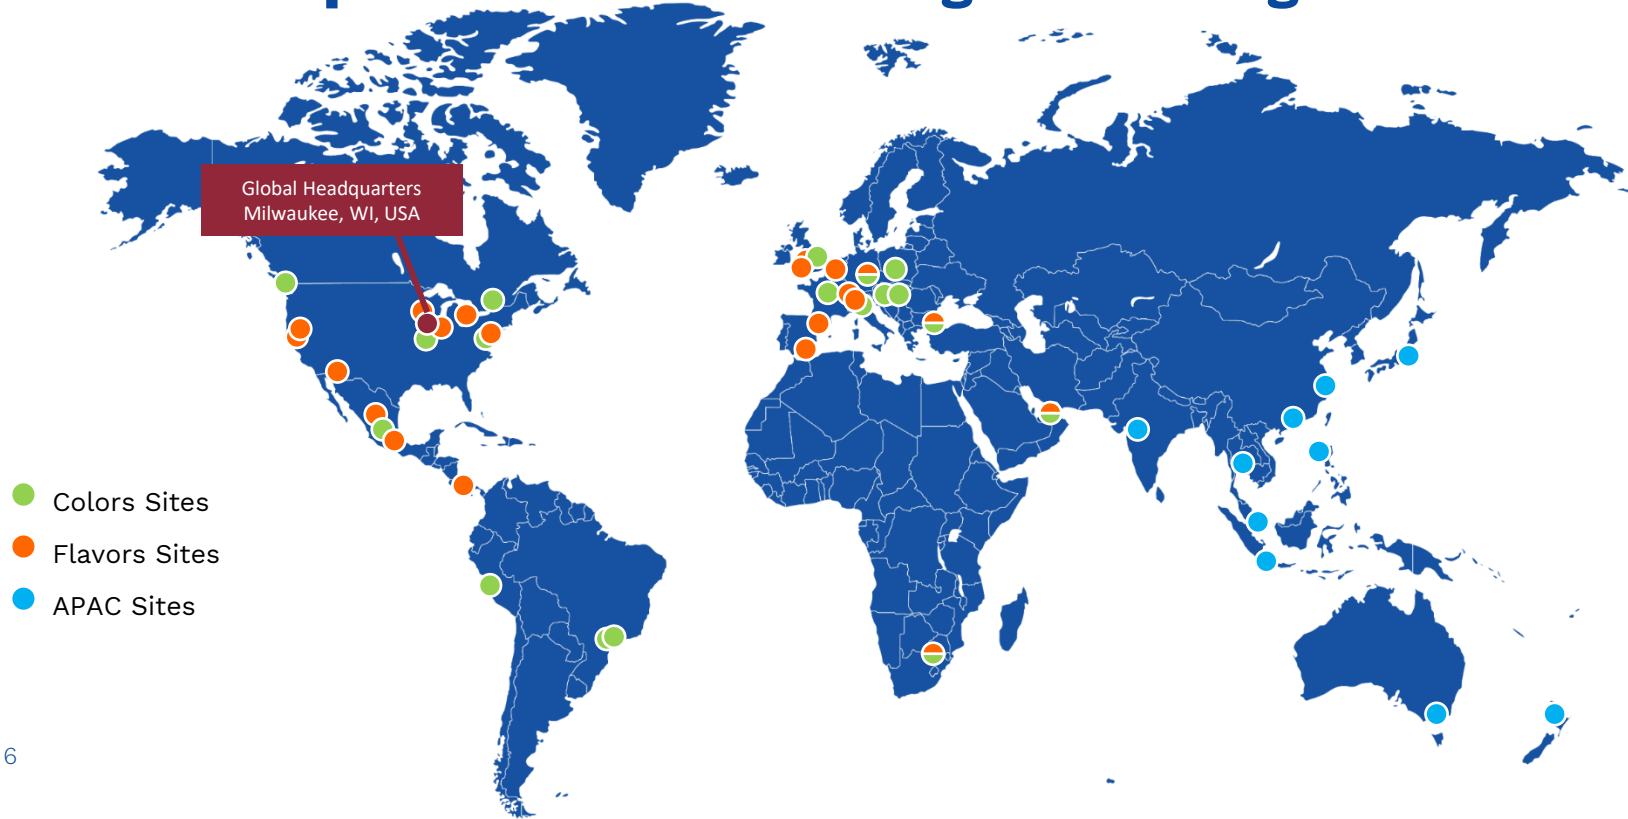 Global Headquarters
Milwaukee, WI, USA
Colors Sites
Flavors Sites
APAC Sites
6